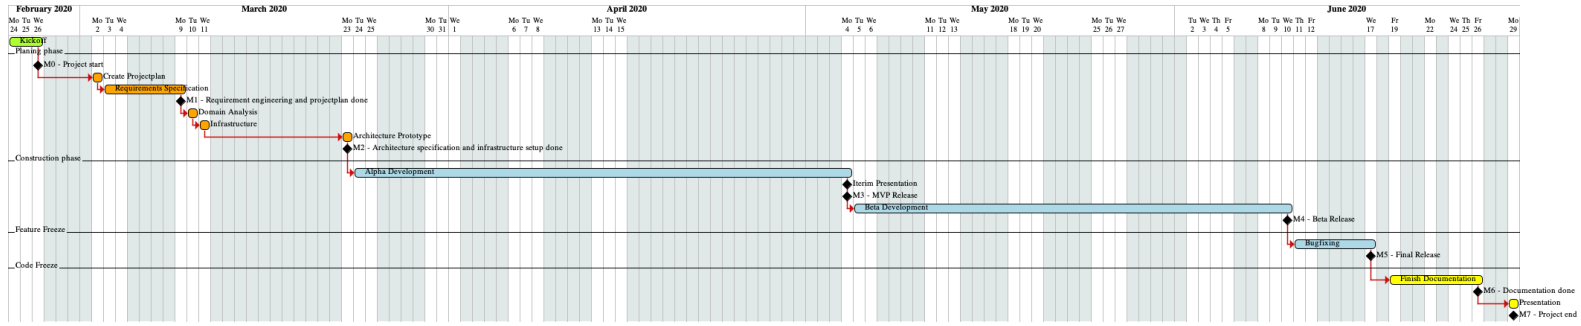 February 2020 March 2020 April 2020 May 2020 June 2020
Mo Tu We Mo Tu We Mo Tu We Mo Tu We Mo Tu We Mo Tu We Mo Tu We Mo Tu We Mo Tu We Mo Tu We Mo Tu We Tu We Th Fr Mo Tu We Th Fr We Fr Mo We Th Fr Mo
24 25 26 2 3 4 9 10 11 23 24 25 30 31 1 6 7 8 13 14 15 4 5 6 11 12 13 18 19 20 25 26 27 2 3 4 5 8 9 10 11 12 17 19 22 24 25 26 29
Kickoff
Planing phase
M0 - Project start
Create Projectplan
Requirements Specification
M1 - Requirement engineering and projectplan done
Domain Analysis
Infrastructure
Architecture Prototype
M2 - Architecture specification and infrastructure setup done
Construction phase
Alpha Development
Iterim Presentation
M3 - MVP Release
Beta Development
M4 - Beta Release
Feature Freeze
Bugfixing
M5 - Final Release
Code Freeze
Finish Documentation
M6 - Documentation done
Presentation
M7 - Project end